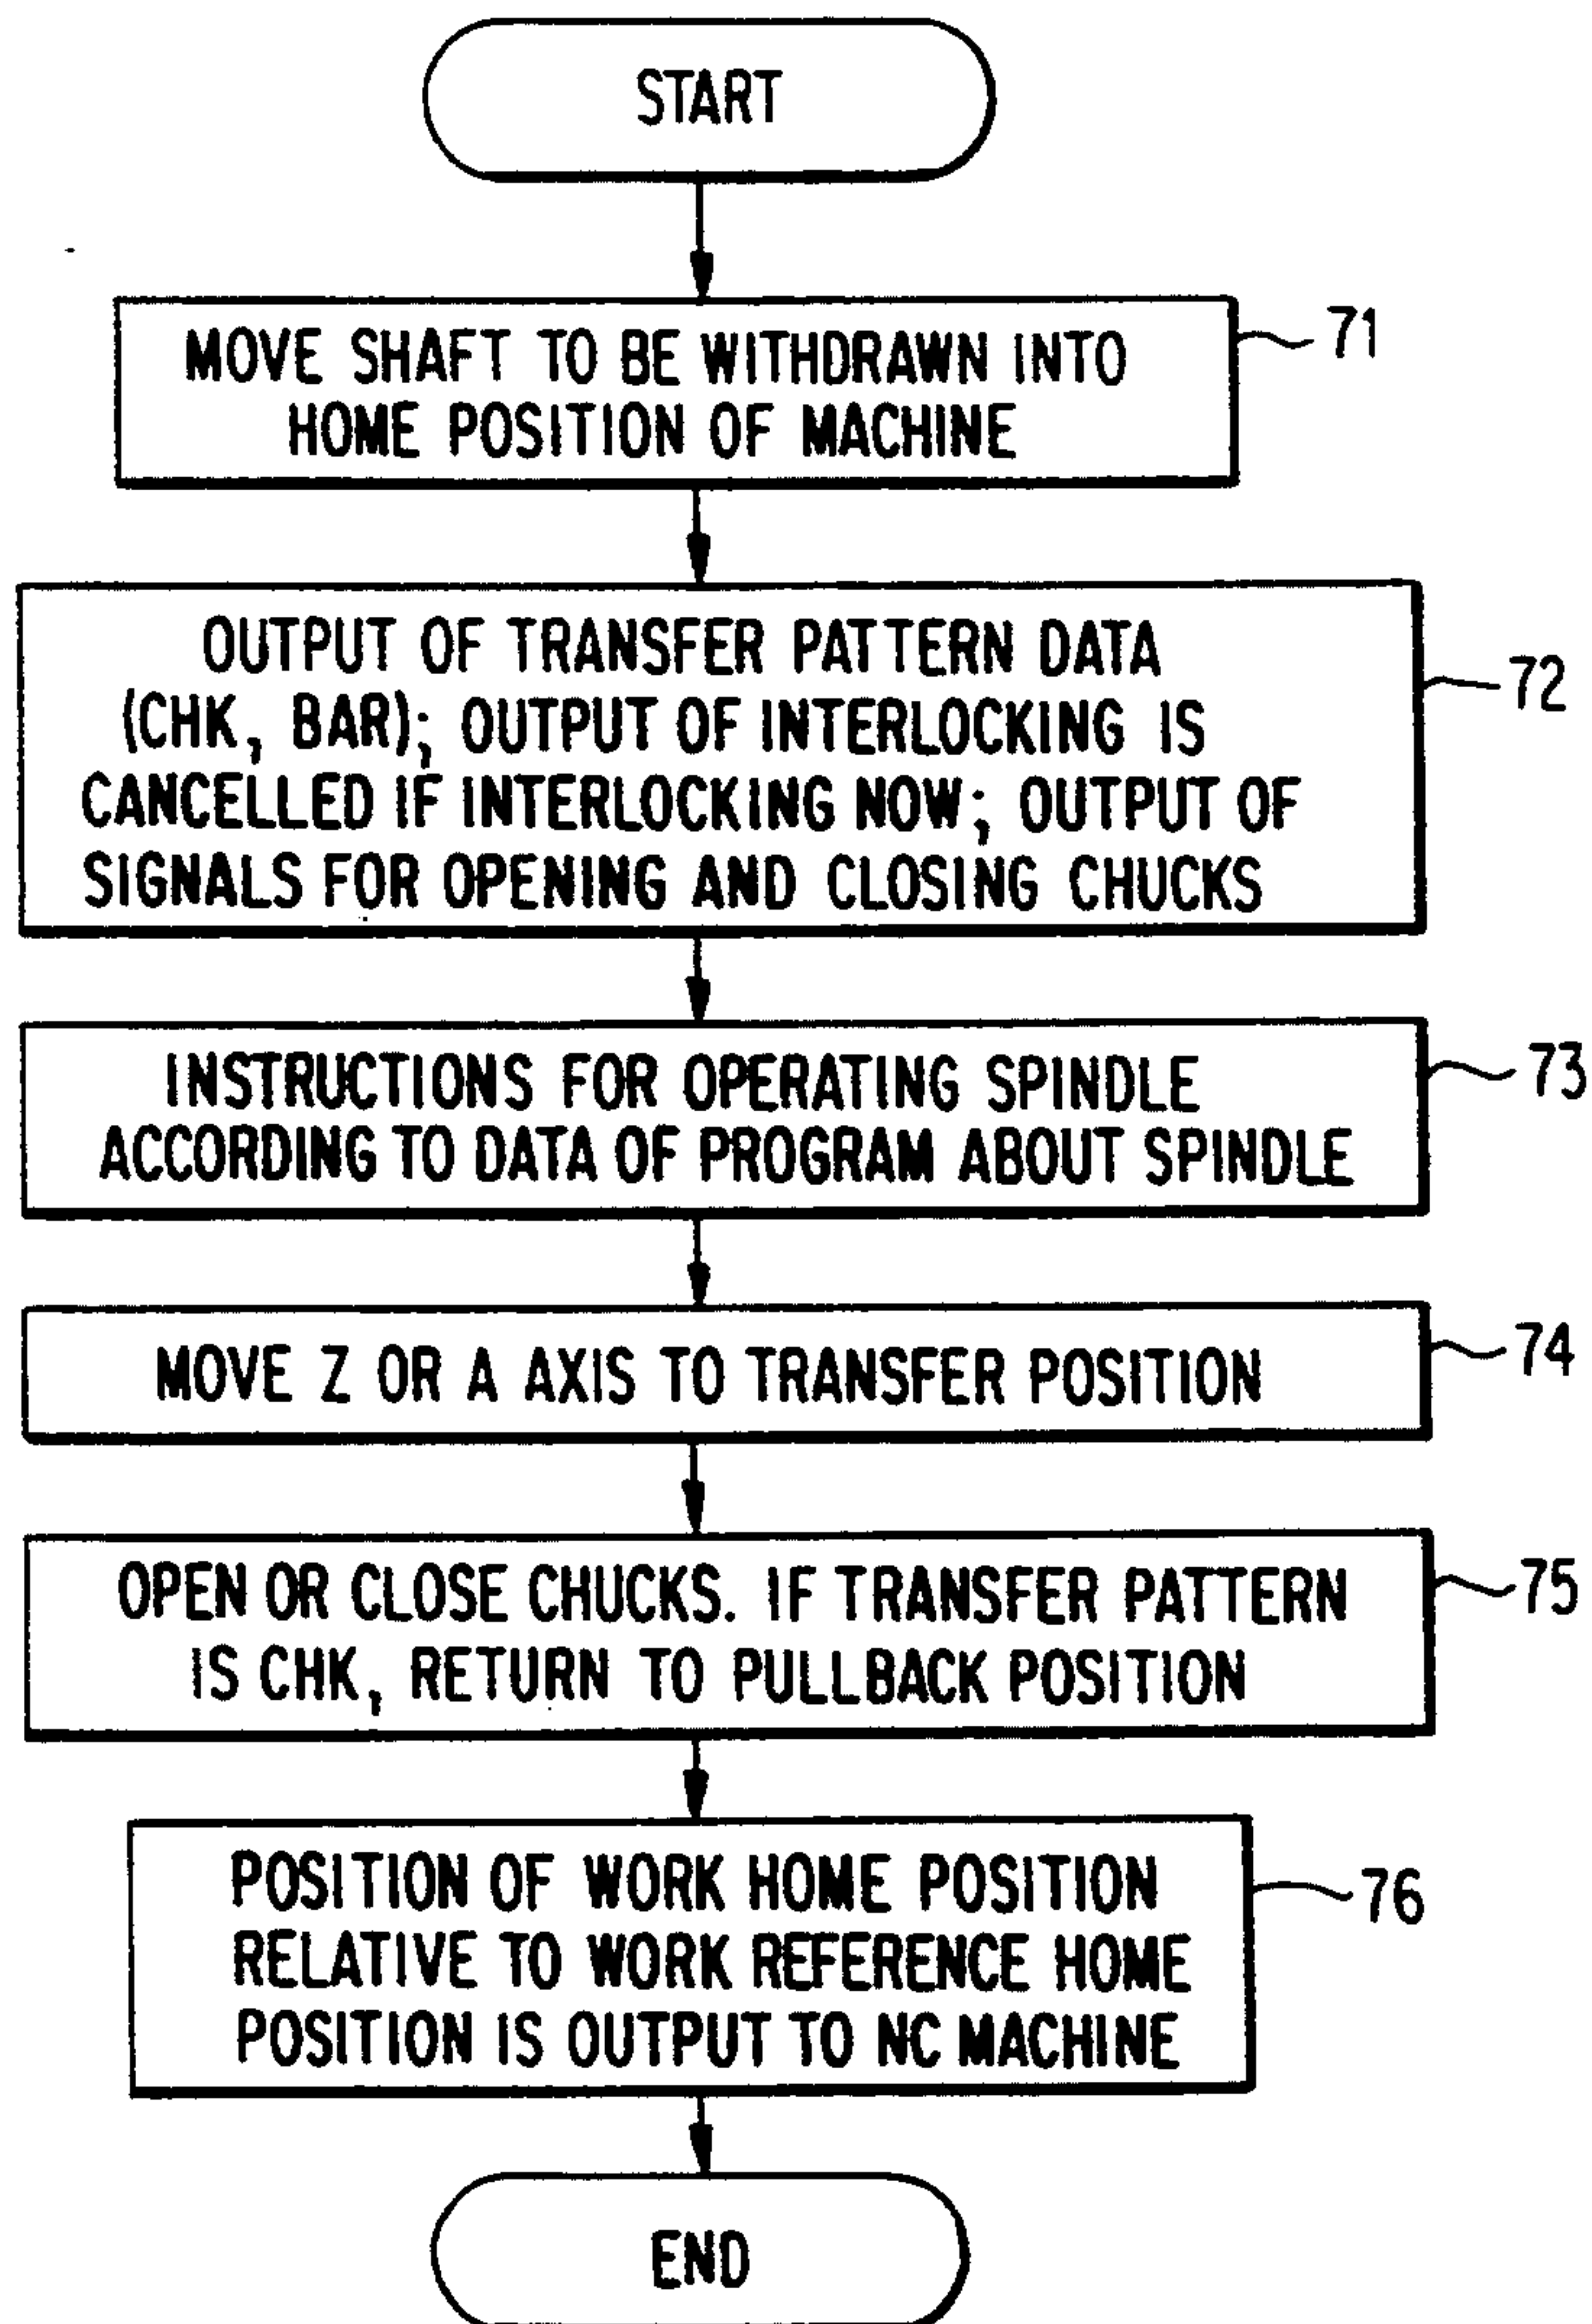 START
MOVE SHAFT TO BE WITHDRAWN INTO
HOME POSITION OF MACHINE
71
OUTPUT OF TRANSFER PATTERN DATA
(CHK, BAR); OUTPUT OF INTERLOCKING IS
CANCELLED IF INTERLOCKING NOW; OUTPUT OF
SIGNALS FOR OPENING AND CLOSING CHUCKS
72
INSTRUCTIONS FOR OPERATING SPINDLE
ACCORDING TO DATA OF PROGRAM ABOUT SPINDLE
73
MOVE Z OR A AXIS TO TRANSFER POSITION
74
OPEN OR CLOSE CHUCKS. IF TRANSFER PATTERN
IS CHK, RETURN TO PULLBACK POSITION
75
POSITION OF WORK HOME POSITION
RELATIVE TO WORK REFERENCE HOME
POSITION IS OUTPUT TO NC MACHINE
76
END